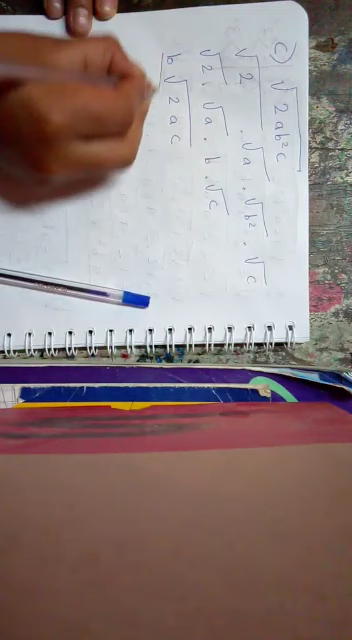 c) √2ab²c
√2 . √a . √b² . √c
√2 . √a . b . √c
b √2ac